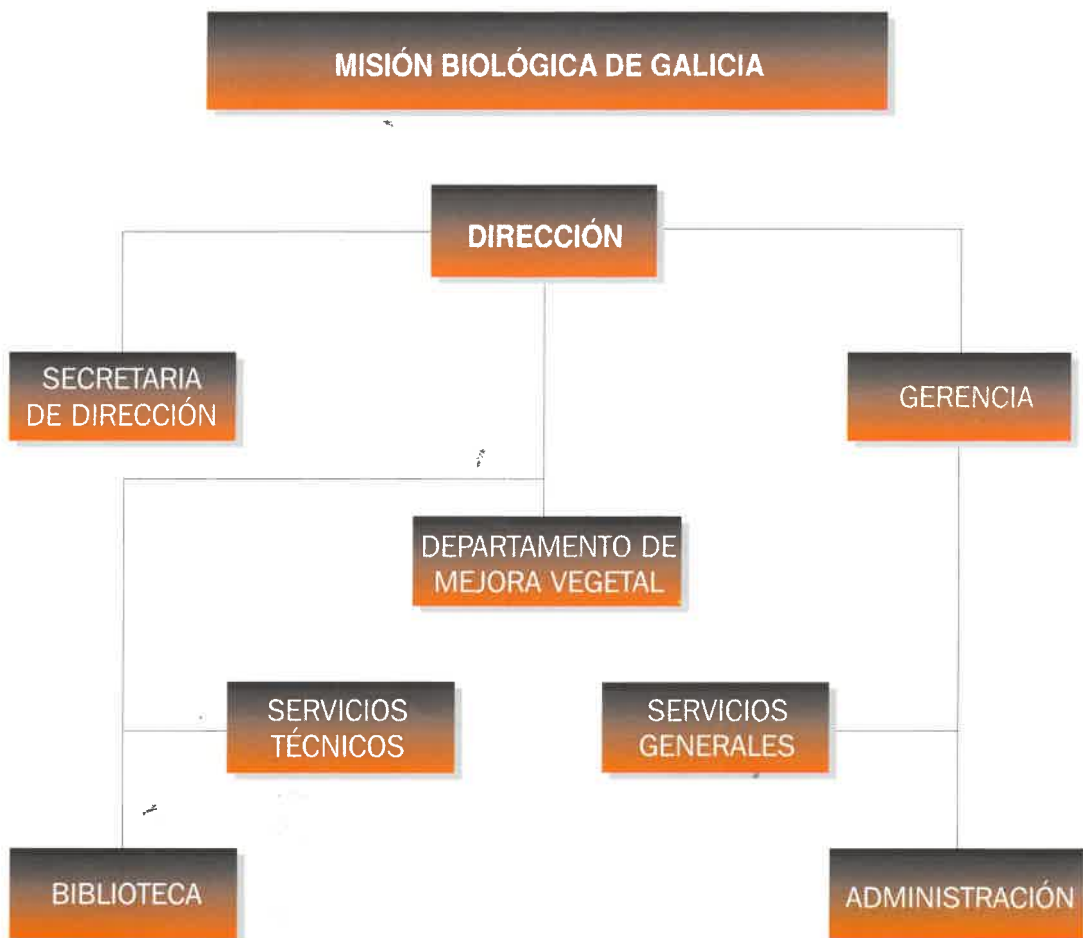 MISIÓN BIOLÓGICA DE GALICIA
DIRECCIÓN
SECRETARIA
DE DIRECCIÓN
GERENCIA
DEPARTAMENTO DE
MEJORA VEGETAL
SERVICIOS
TÉCNICOS
SERVICIOS
GENERALES
BIBLIOTECA
ADMINISTRACIÓN